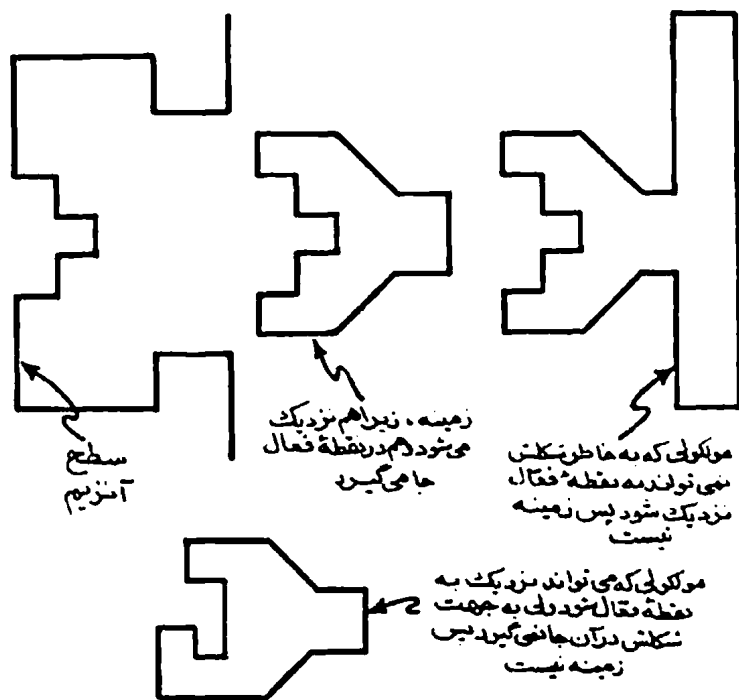 سطح
آنزیم
زمینه، زیرا هم نزدیک
می‌شود هم در نقطهٔ فعال
جا می‌گیرد
مولکولی که به خاطر شکلش
نمی‌تواند به نقطهٔ فعال
نزدیک شود پس زمینه
نیست
مولکولی که می‌تواند نزدیک به
نقطهٔ فعال شود ولی به جهت
شکلش در آن جا نمی‌گیرد پس
زمینه نیست